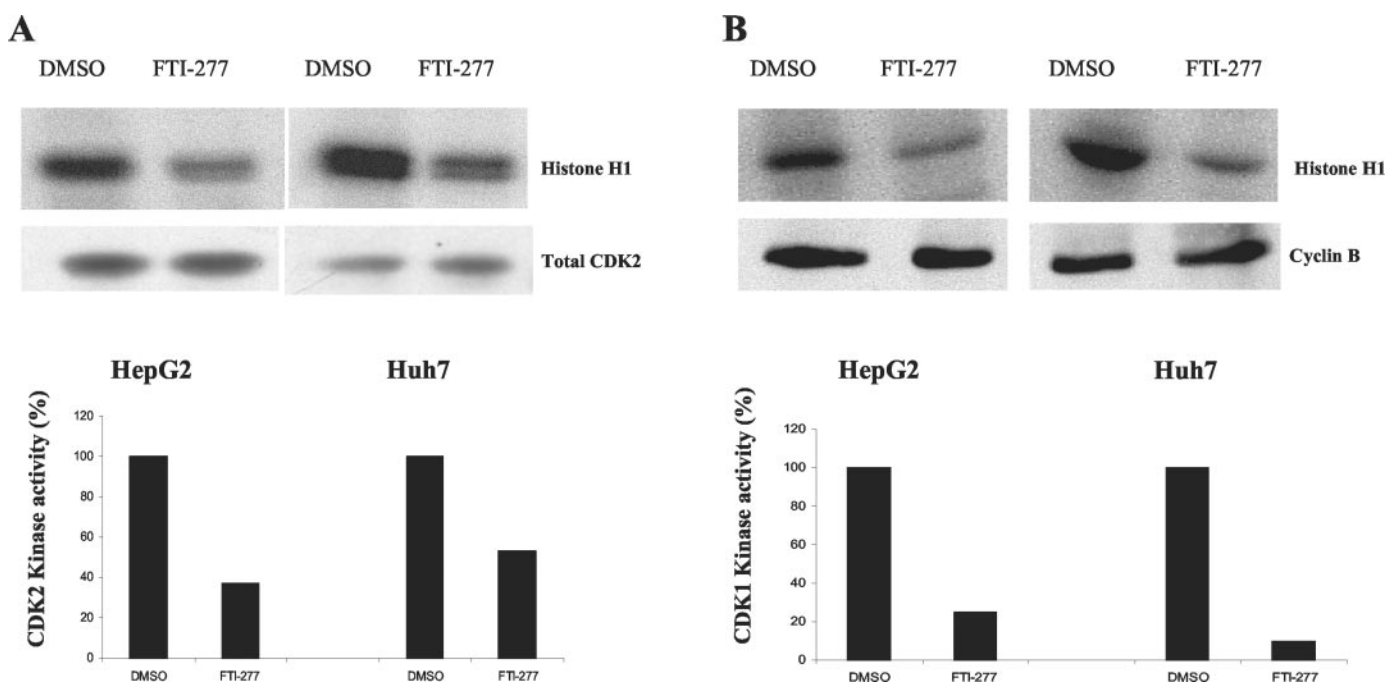 A
DMSO FTI-277 DMSO FTI-277
Histone H1
Total CDK2
HepG2 Huh7
CDK2 Kinase activity (%)
120
100
80
60
40
20
0
DMSO FTI-277 DMSO FTI-277
B
DMSO FTI-277 DMSO FTI-277
Histone H1
Cyclin B
HepG2 Huh7
CDK1 Kinase activity (%)
120
100
80
60
40
20
0
DMSO FTI-277 DMSO FTI-277